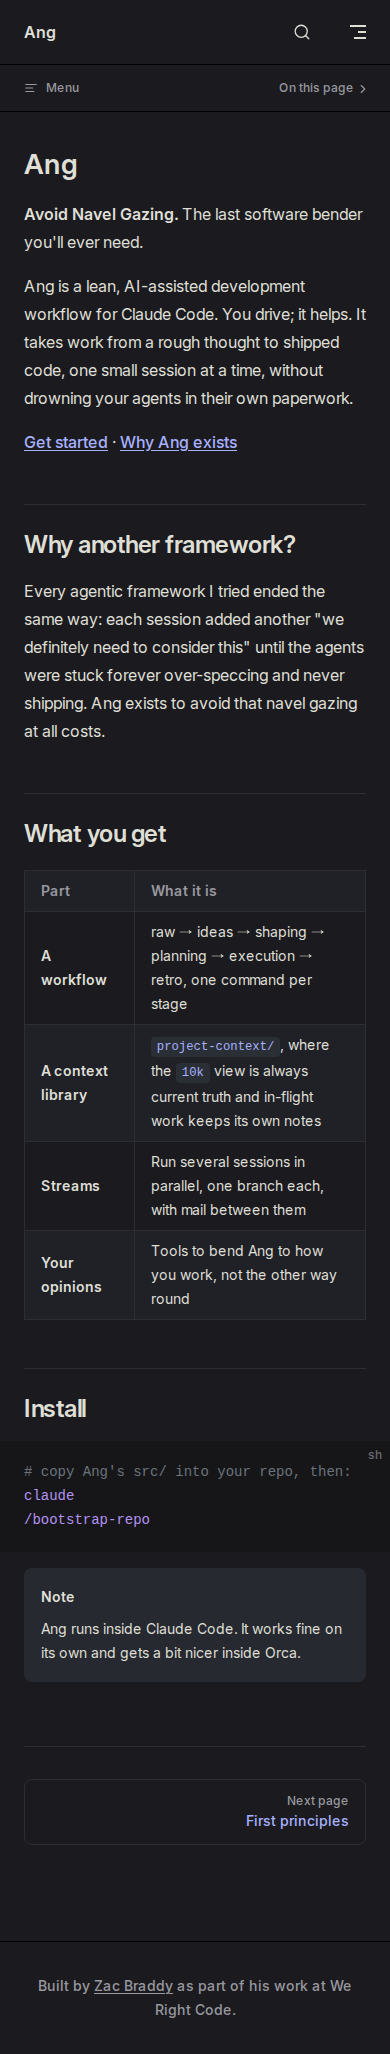 Ang
Menu
On this page
Ang
Avoid Navel Gazing. The last software bender
you'll ever need.
Ang is a lean, AI-assisted development
workflow for Claude Code. You drive; it helps. It
takes work from a rough thought to shipped
code, one small session at a time, without
drowning your agents in their own paperwork.
Get started · Why Ang exists
Why another framework?
Every agentic framework I tried ended the
same way: each session added another "we
definitely need to consider this" until the agents
were stuck forever over-speccing and never
shipping. Ang exists to avoid that navel gazing
at all costs.
What you get
Part
What it is
A
workflow
raw → ideas → shaping →
planning → execution →
retro, one command per
stage
A context
library
project-context/, where
the 10k view is always
current truth and in-flight
work keeps its own notes
Streams
Run several sessions in
parallel, one branch each,
with mail between them
Your
opinions
Tools to bend Ang to how
you work, not the other way
round
Install
sh
# copy Ang's src/ into your repo, then:
claude
/bootstrap-repo
Note
Ang runs inside Claude Code. It works fine on
its own and gets a bit nicer inside Orca.
Next page
First principles
Built by Zac Braddy as part of his work at We
Right Code.